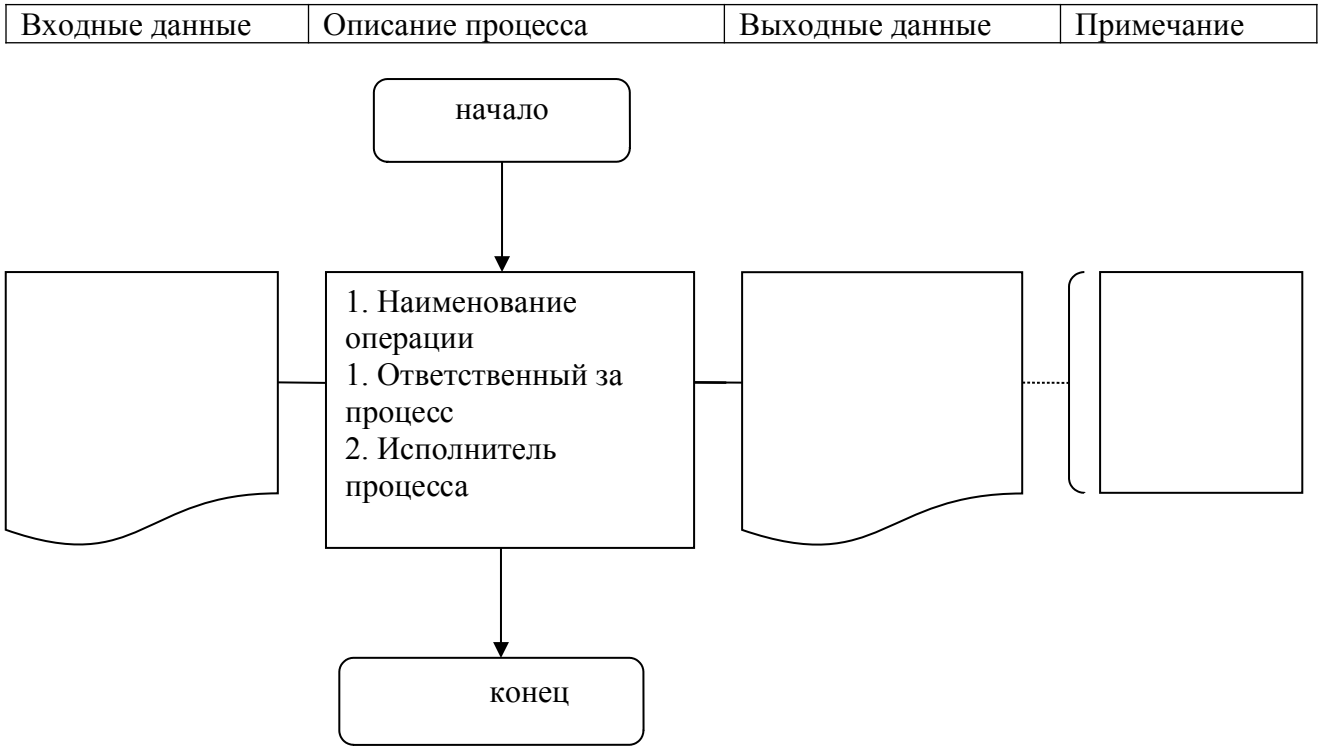 Входные данные Описание процесса Выходные данные Примечание
начало
1. Наименование
операции
1. Ответственный за
процесс
2. Исполнитель
процесса
конец